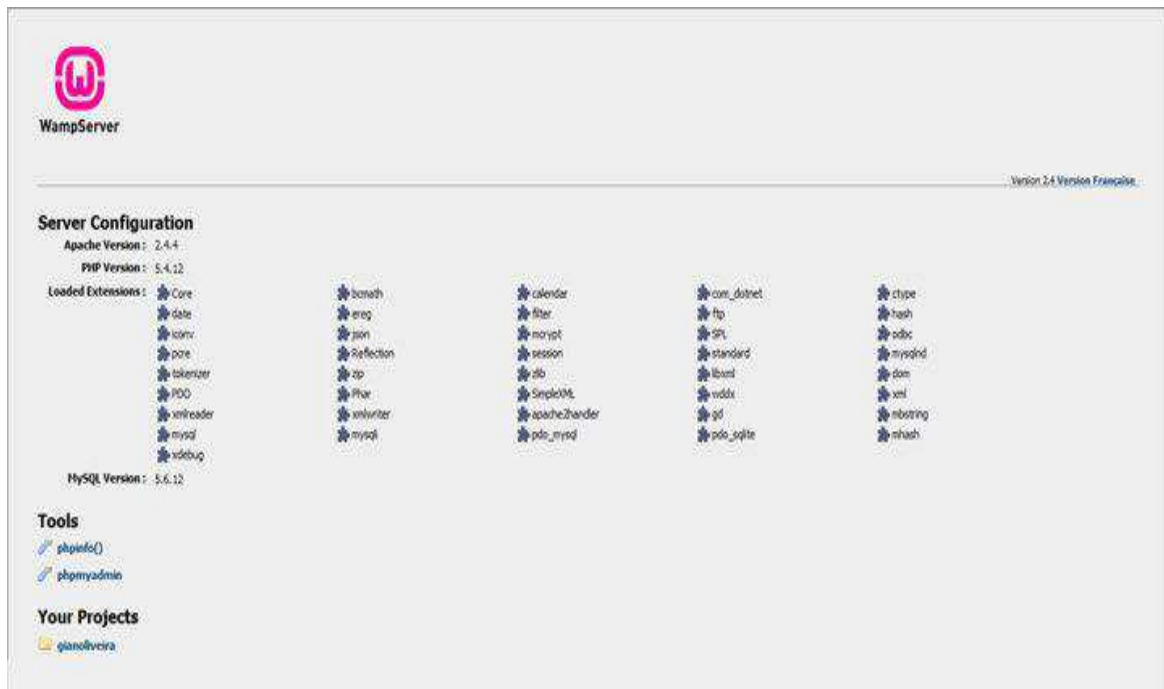 WampServer
Version 2.4 Version Française
Server Configuration
Apache Version : 2.4.4
PHP Version : 5.4.12
Loaded Extensions : Core bcmath calendar com_dotnet ctype
date ereg filter ftp hash
iconv json mcrypt SPL odbc
pcre Reflection session standard mysqlnd
tokenizer zip zlib libxml dom
PDO Phar SimpleXML wddx xml
xmlreader xmlwriter apache2handler gd mbstring
mysql mysqli pdo_mysql pdo_sqlite mhash
xdebug
MySQL Version : 5.6.12
Tools
phpinfo()
phpmyadmin
Your Projects
gianoliveira